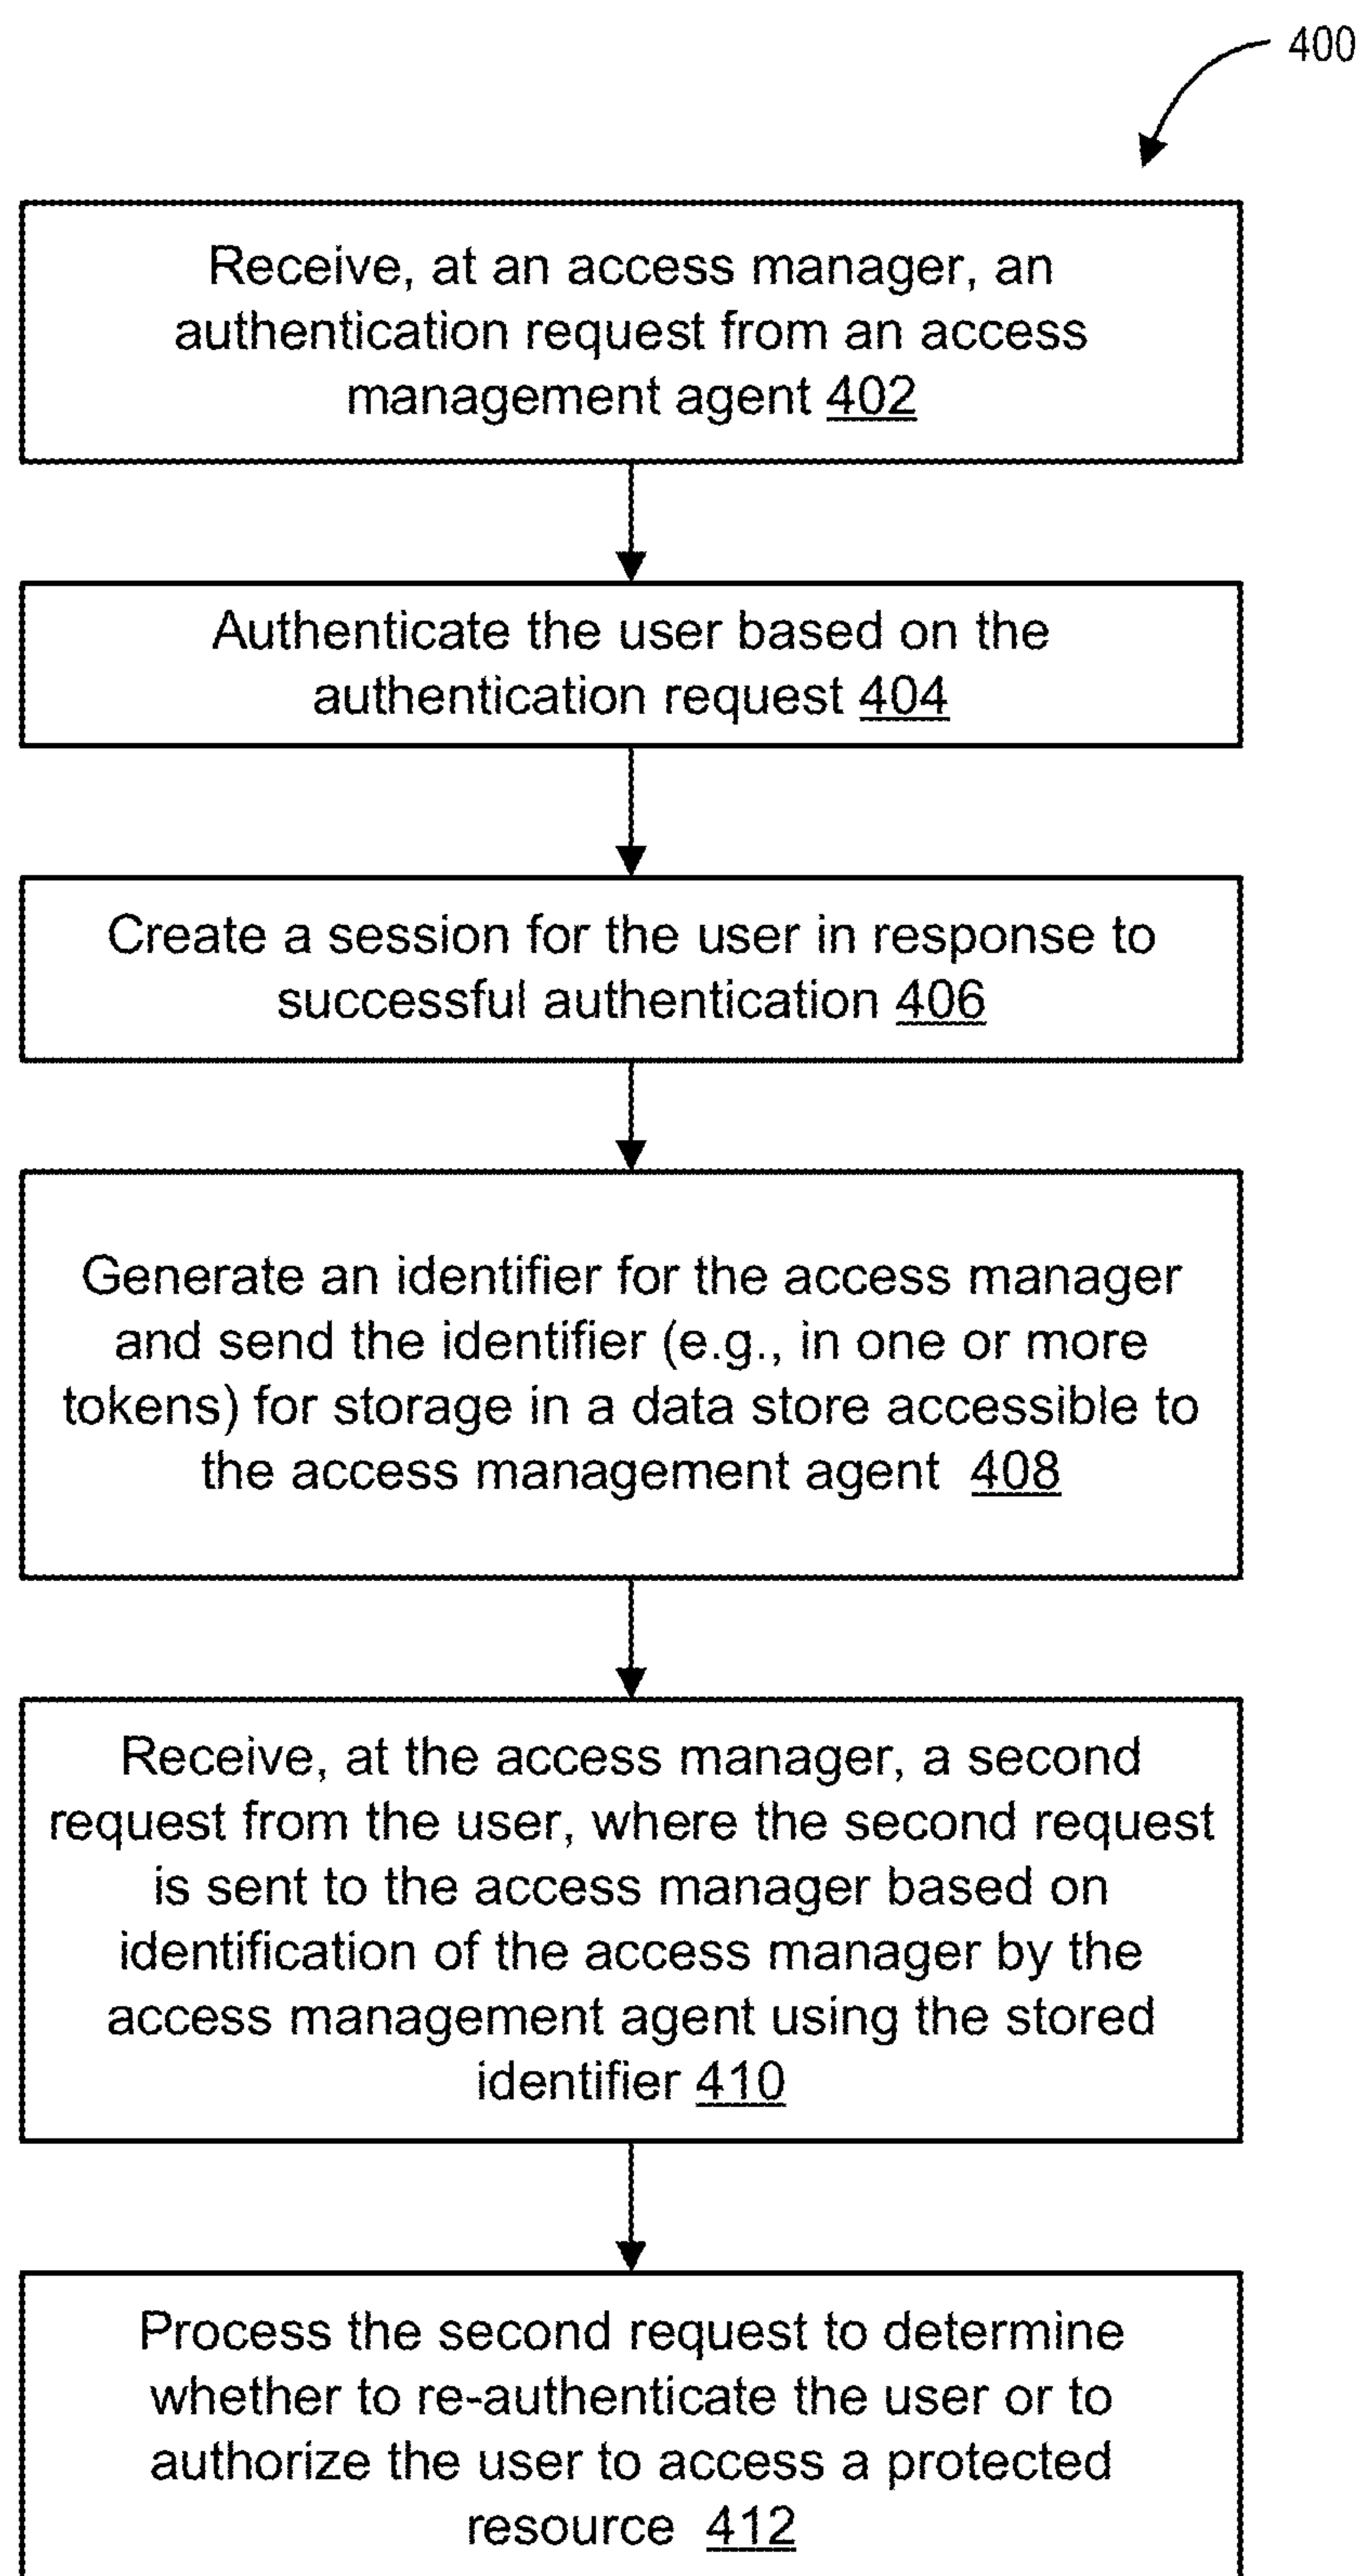 400
Receive, at an access manager, an
authentication request from an access
management agent 402
Authenticate the user based on the
authentication request 404
Create a session for the user in response to
successful authentication 406
Generate an identifier for the access manager
and send the identifier (e.g., in one or more
tokens) for storage in a data store accessible to
the access management agent 408
Receive, at the access manager, a second
request from the user, where the second request
is sent to the access manager based on
identification of the access manager by the
access management agent using the stored
identifier 410
Process the second request to determine
whether to re-authenticate the user or to
authorize the user to access a protected
resource 412